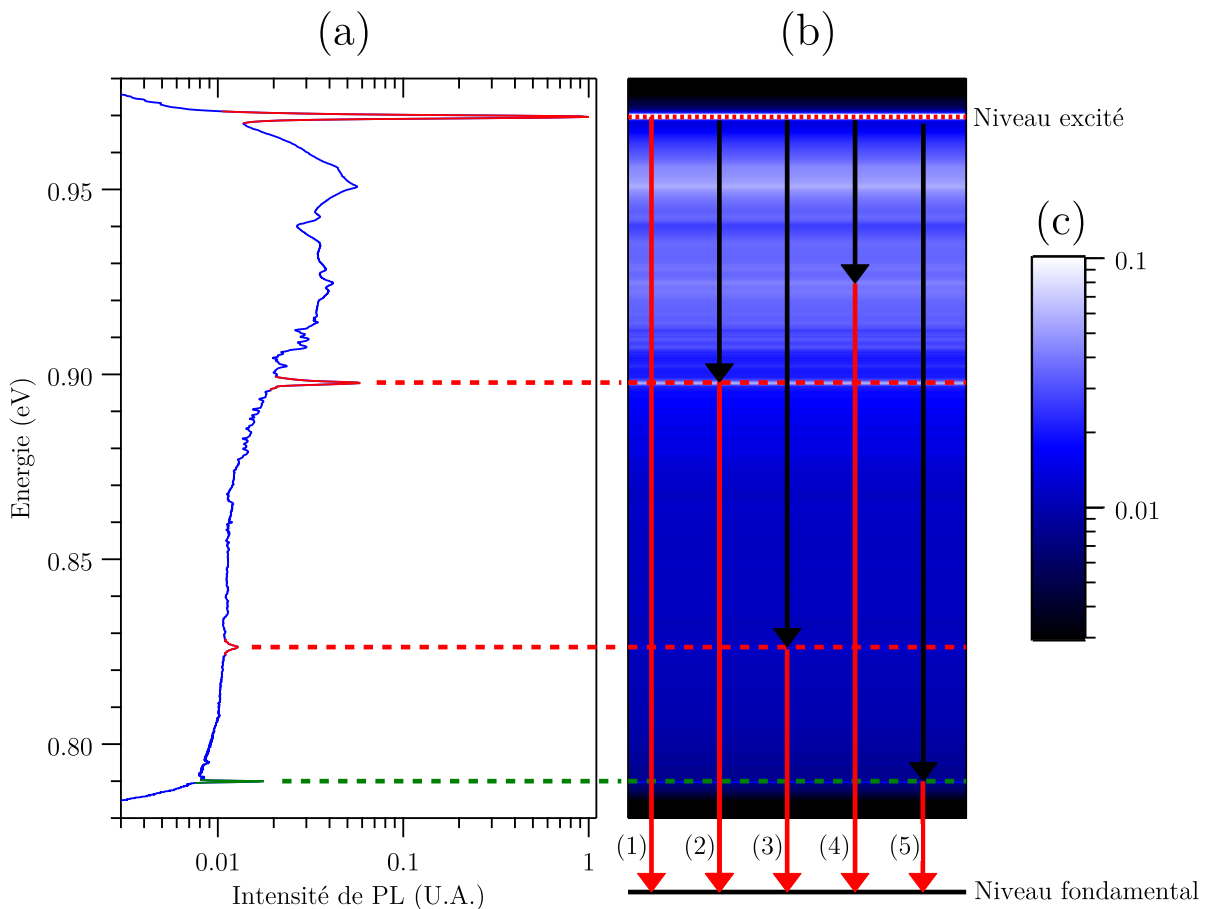 (a)
(b)
Niveau excité
(c)
0.95
0.90
0.85
0.80
Energie (eV)
0.1
0.01
(1) (2) (3) (4) (5)
0.01 0.1 1
Intensité de PL (U.A.)
Niveau fondamental